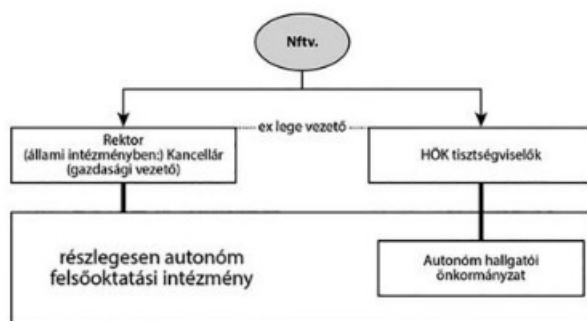 Nftv.
ex lege vezető
Rektor
(állami intézményben:) Kancellár
(gazdasági vezető)
HÖK tisztségviselők
részlegesen autonóm
felsőoktatási intézmény
Autonóm hallgatói
önkormányzat